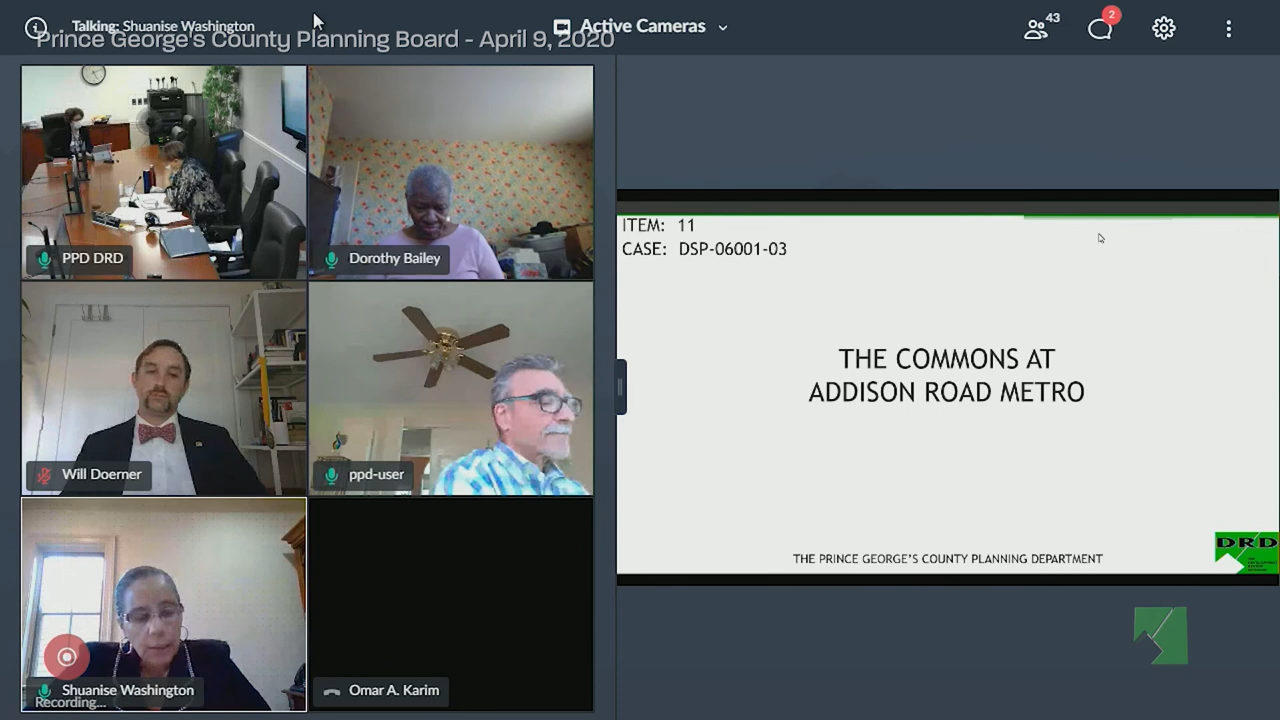 Talking: Shuanise Washington
Prince George's County Planning Board - April 9, 2020
Active Cameras
43
2
PPD DRD
Dorothy Bailey
Will Doerner
ppd-user
Shuanise Washington
Recording...
Omar A. Karim
ITEM: 11
CASE: DSP-06001-03
THE COMMONS AT
ADDISON ROAD METRO
THE PRINCE GEORGE'S COUNTY PLANNING DEPARTMENT
DRD